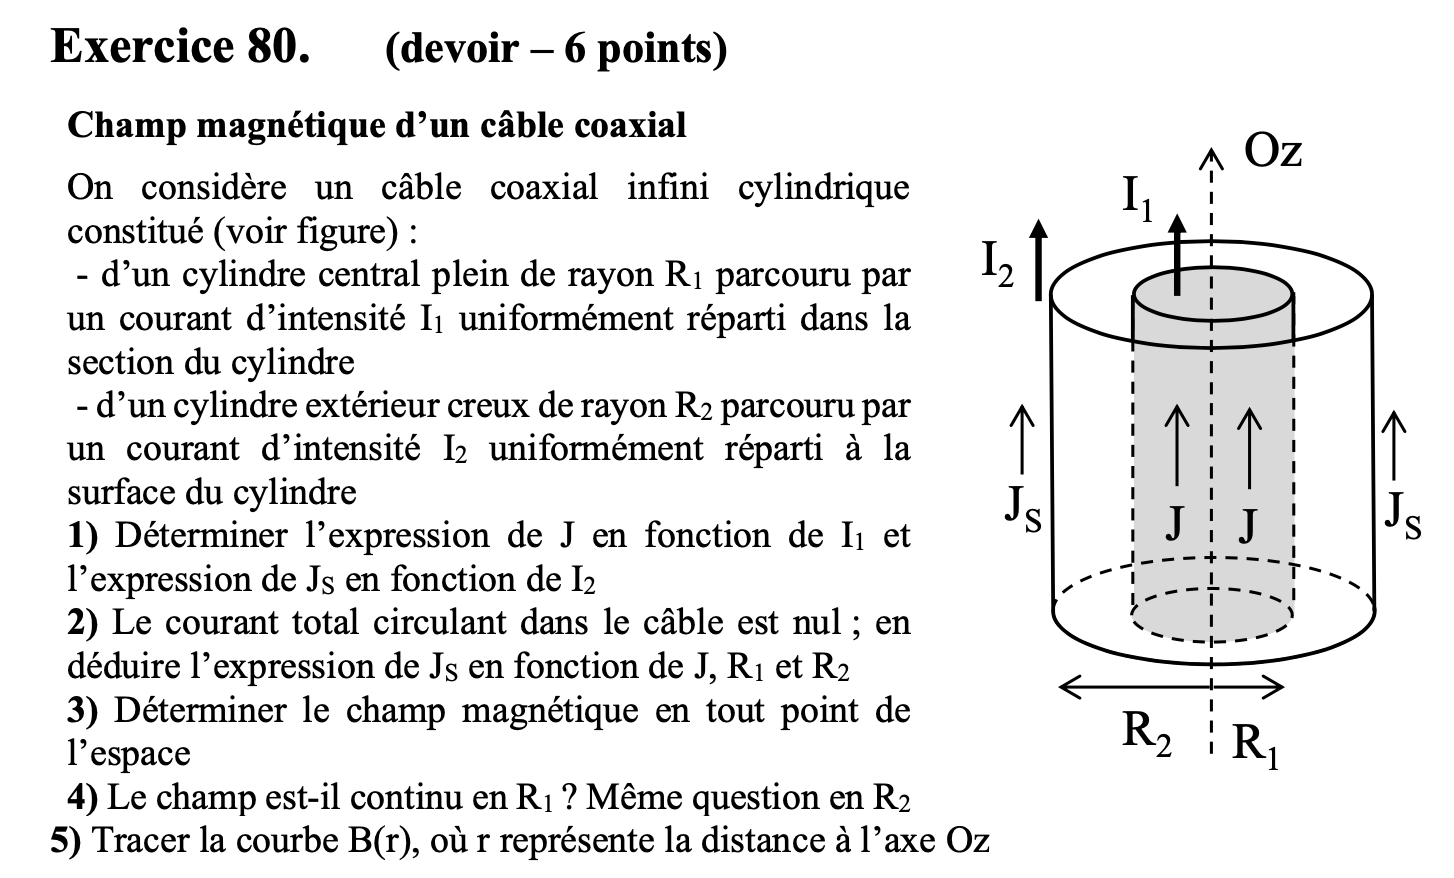 Exercice 80. (devoir – 6 points)
Champ magnétique d’un câble coaxial
On considère un câble coaxial infini cylindrique
constitué (voir figure) :
- d’un cylindre central plein de rayon R1 parcouru par
un courant d’intensité I1 uniformément réparti dans la
section du cylindre
- d’un cylindre extérieur creux de rayon R2 parcouru par
un courant d’intensité I2 uniformément réparti à la
surface du cylindre
1) Déterminer l’expression de J en fonction de I1 et
l’expression de JS en fonction de I2
2) Le courant total circulant dans le câble est nul ; en
déduire l’expression de JS en fonction de J, R1 et R2
3) Déterminer le champ magnétique en tout point de
l’espace
4) Le champ est-il continu en R1 ? Même question en R2
5) Tracer la courbe B(r), où r représente la distance à l’axe Oz
Oz
I1
I2
JS J J JS
R2 R1